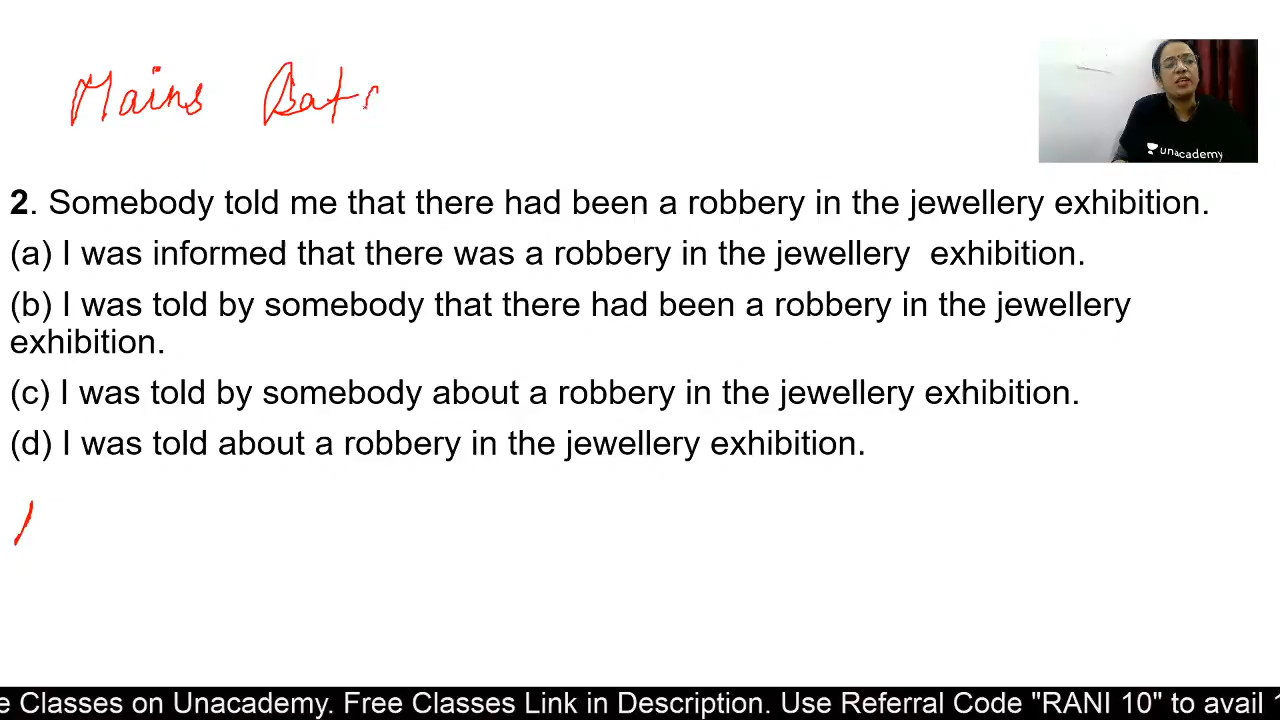 Mains Bat
unacademy
2. Somebody told me that there had been a robbery in the jewellery exhibition.
(a) I was informed that there was a robbery in the jewellery exhibition.
(b) I was told by somebody that there had been a robbery in the jewellery
exhibition.
(c) I was told by somebody about a robbery in the jewellery exhibition.
(d) I was told about a robbery in the jewellery exhibition.
e Classes on Unacademy. Free Classes Link in Description. Use Referral Code "RANI 10" to avail